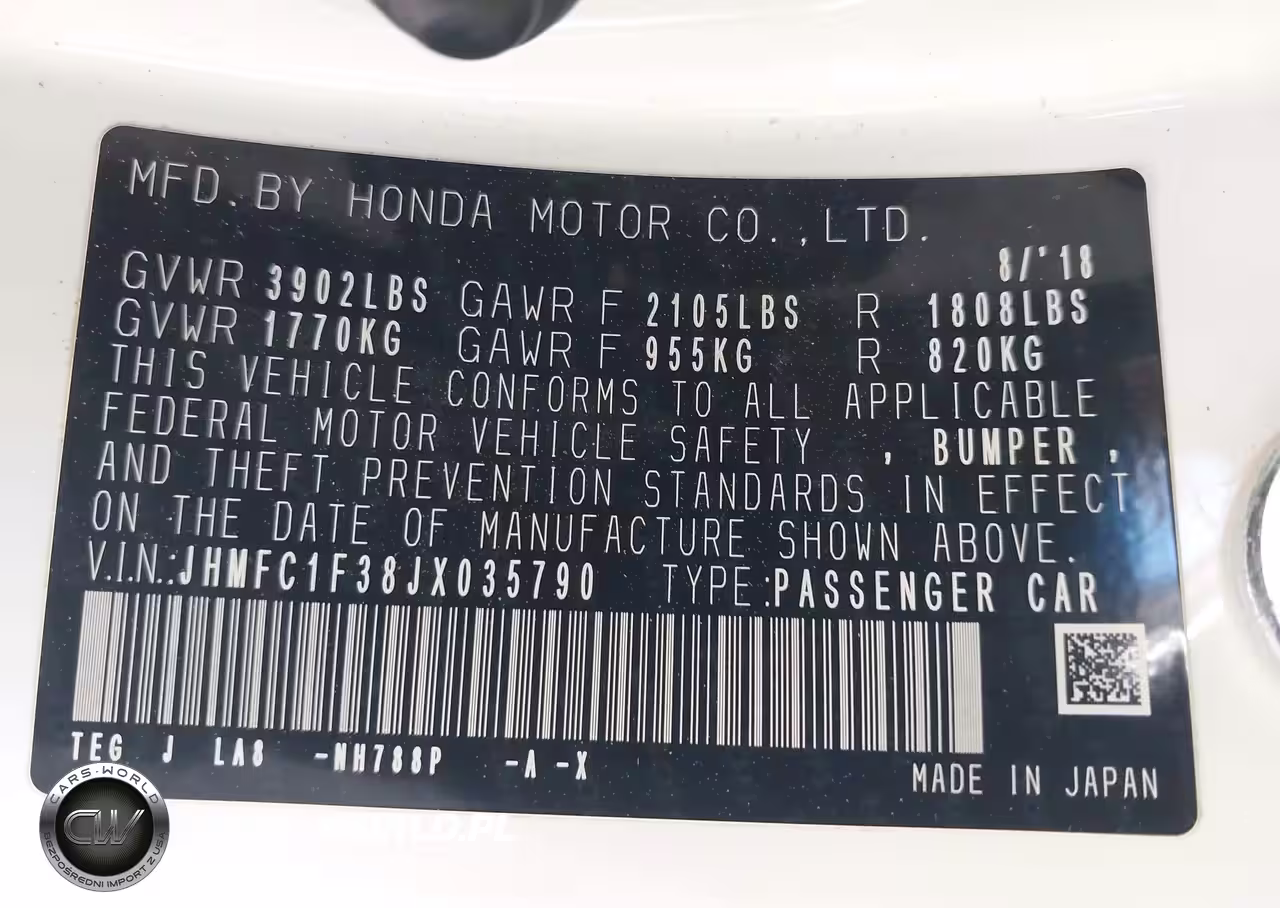 MFD.BY HONDA MOTOR CO.,LTD.
8/'18
GVWR 3902LBS GAWR F 2105LBS R 1808LBS
GVWR 1770KG GAWR F 955KG R 820KG
THIS VEHICLE CONFORMS TO ALL APPLICABLE
FEDERAL MOTOR VEHICLE SAFETY , BUMPER ,
AND THEFT PREVENTION STANDARDS IN EFFECT
ON THE DATE OF MANUFACTURE SHOWN ABOVE.
V.I.N.:JHMFC1F38JX035790 TYPE:PASSENGER CAR
TEG J LA8 -NH788P -A -X
MADE IN JAPAN
CARS-WORLD
CW
BEZPOŚREDNI IMPORT Z USA